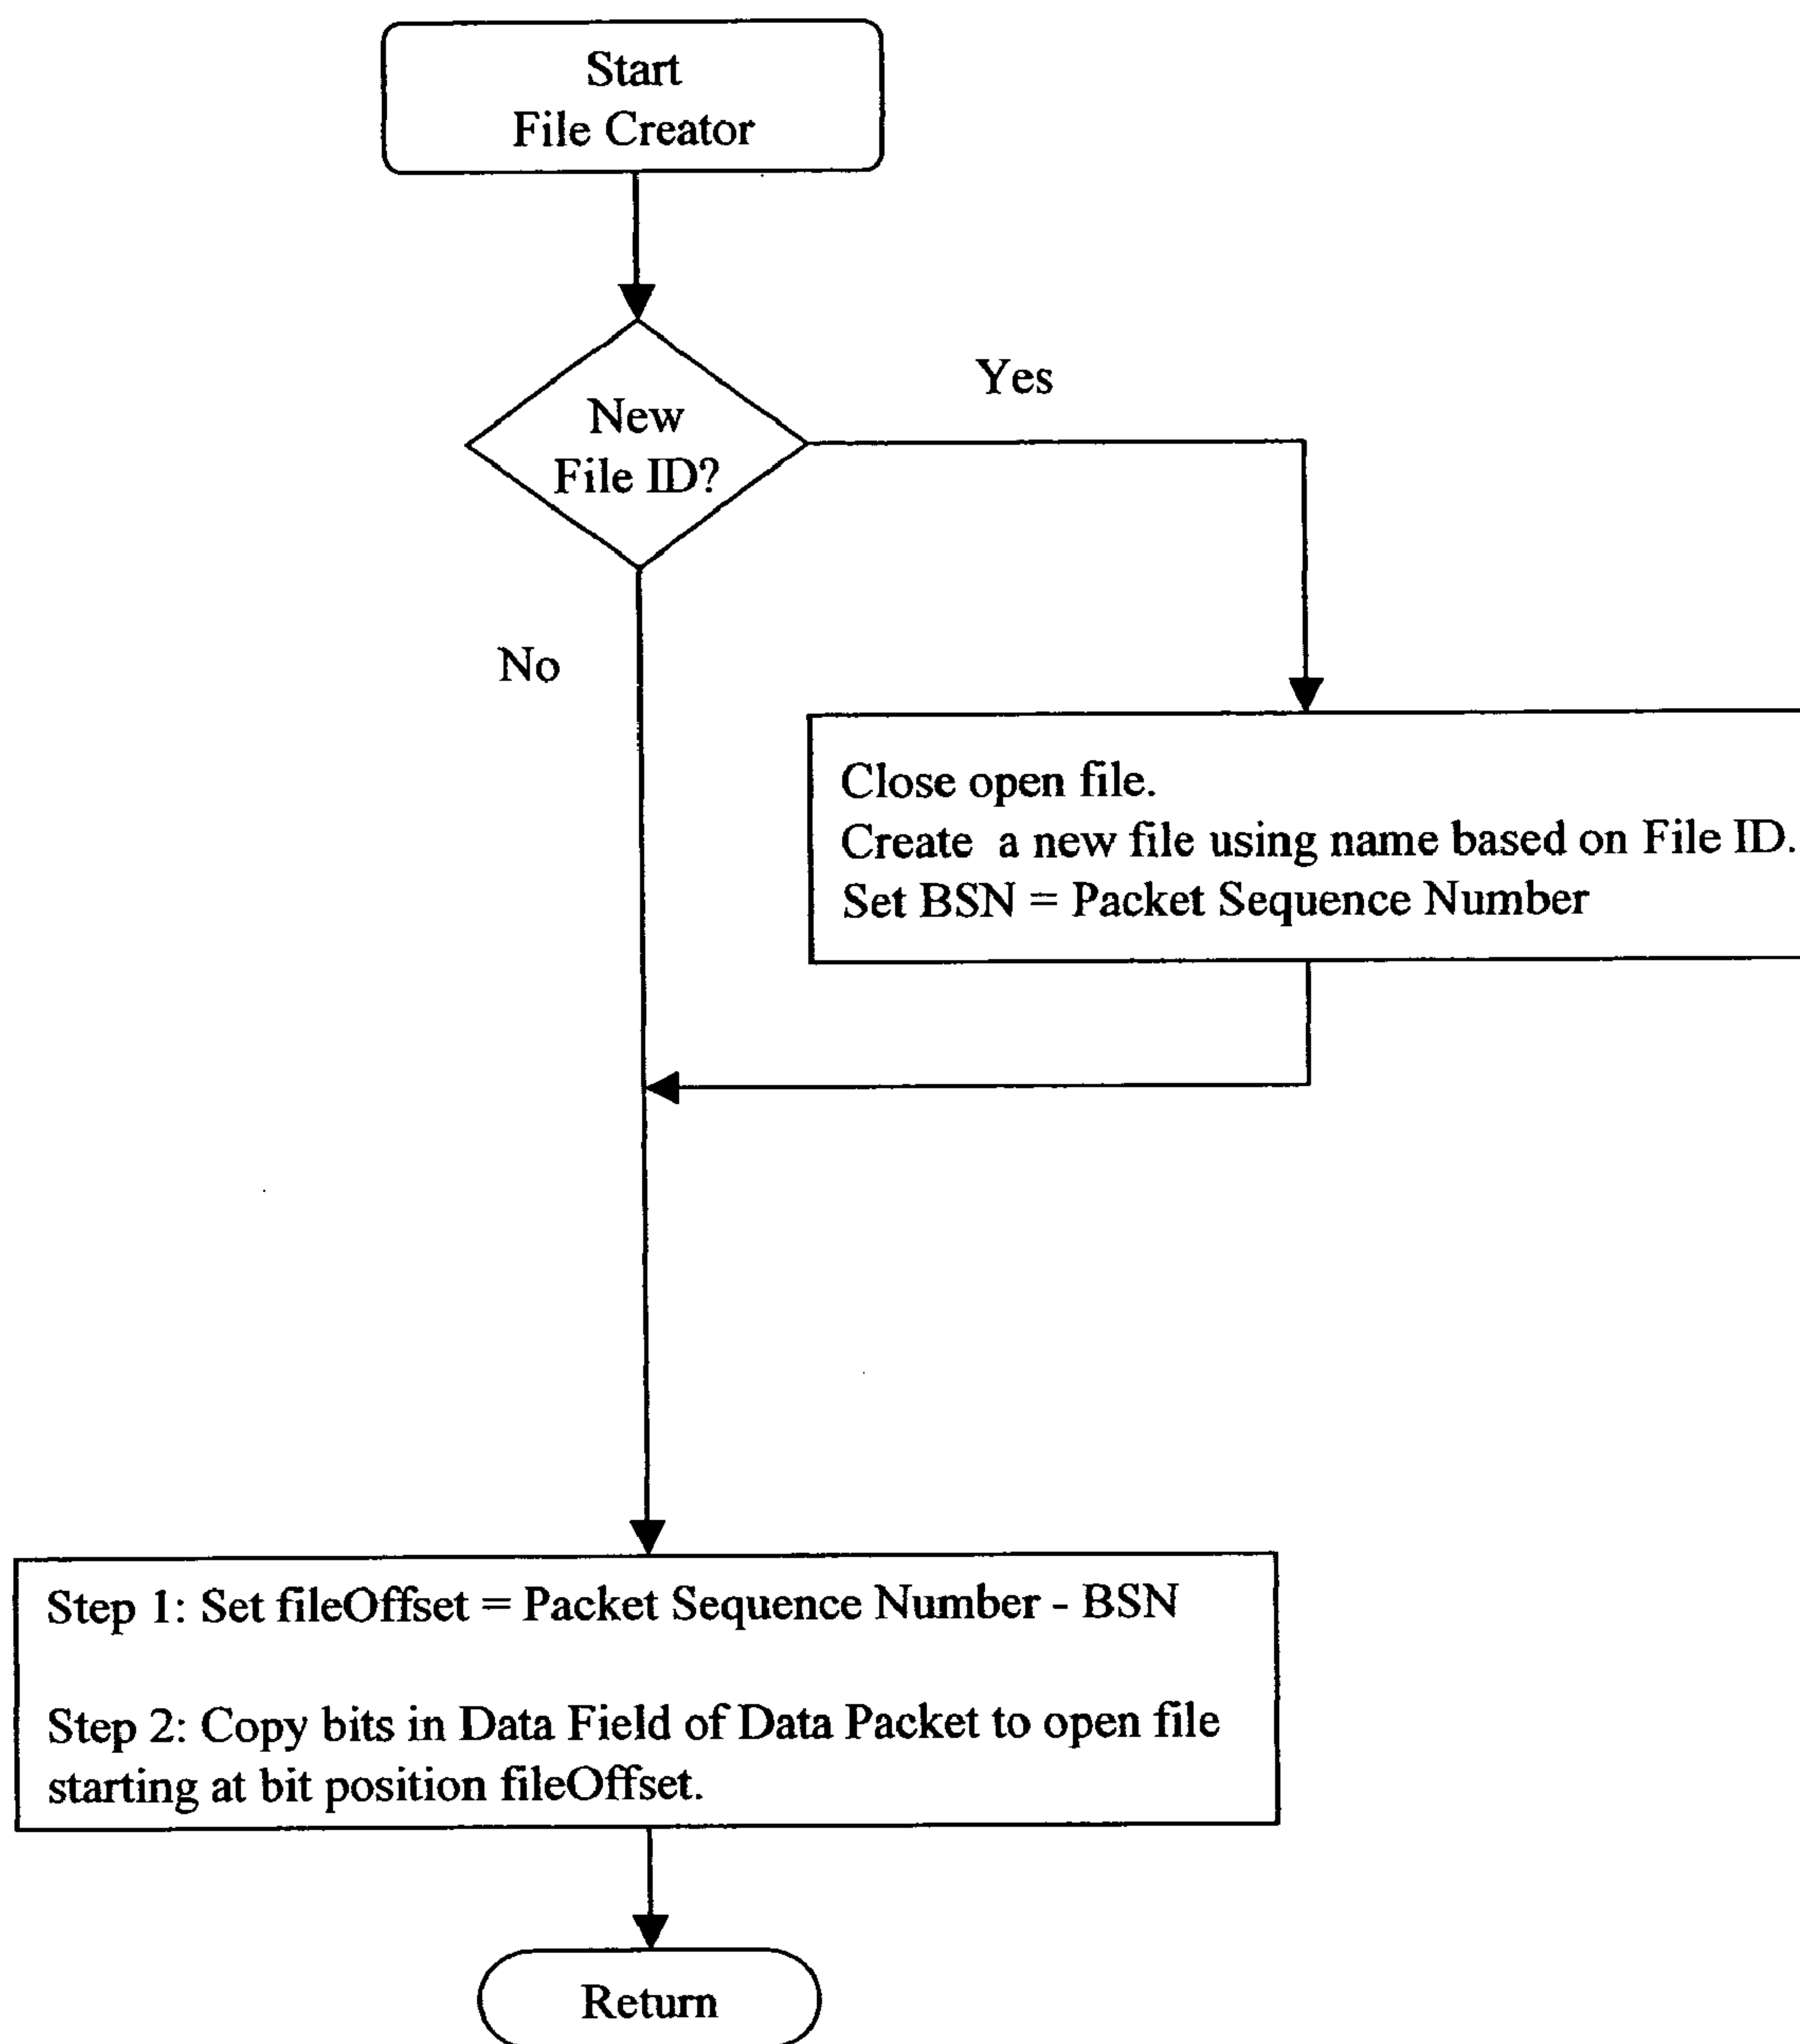 Start
File Creator
Yes
New
File ID?
No
Close open file.
Create a new file using name based on File ID.
Set BSN = Packet Sequence Number
Step 1: Set fileOffset = Packet Sequence Number - BSN
Step 2: Copy bits in Data Field of Data Packet to open file
starting at bit position fileOffset.
Return